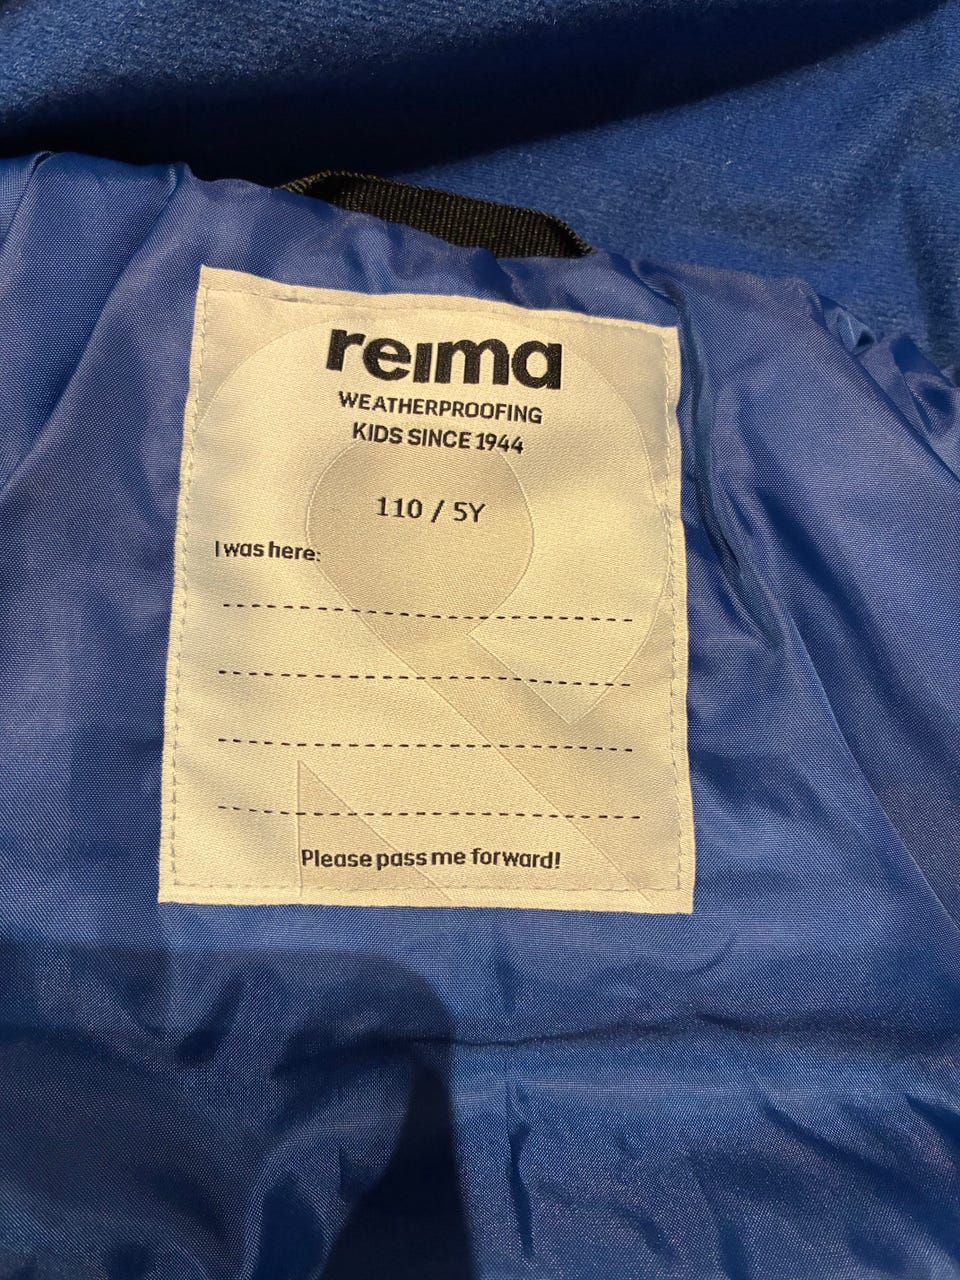 reima
WEATHERPROOFING
KIDS SINCE 1944
110 / 5Y
I was here:
Please pass me forward!